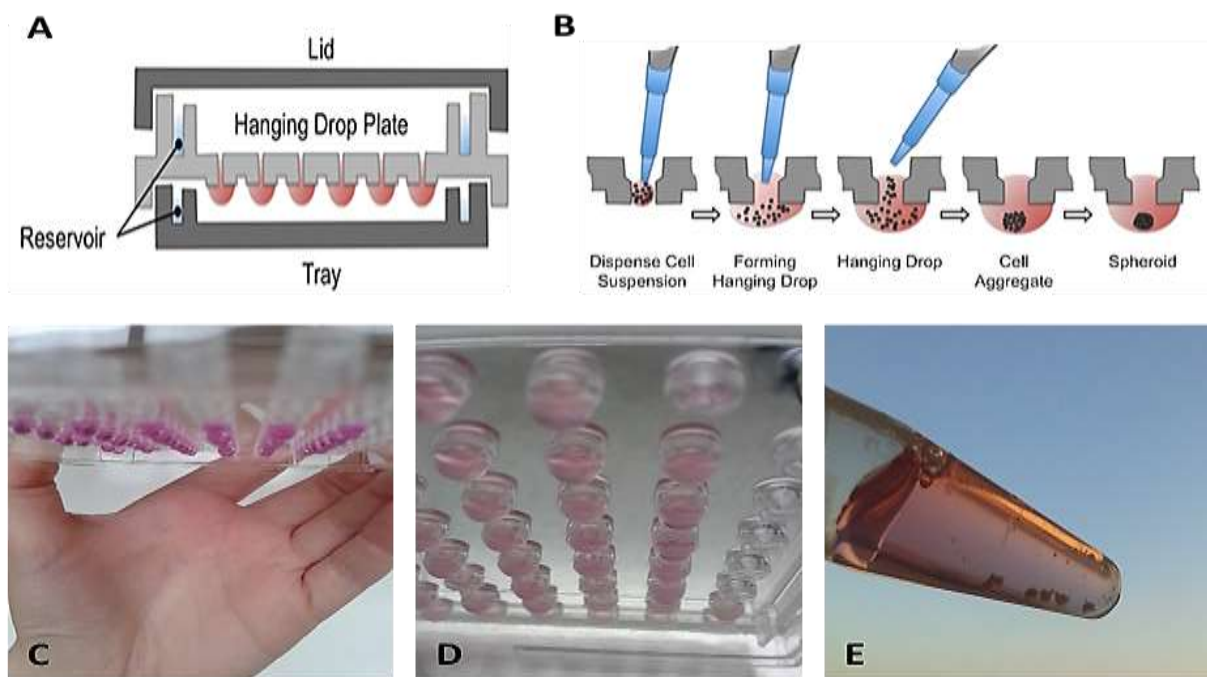 A
Lid
Hanging Drop Plate
Reservoir
Tray
B
Dispense Cell
Suspension
Forming
Hanging Drop
Hanging Drop
Cell
Aggregate
Spheroid
C
D
E